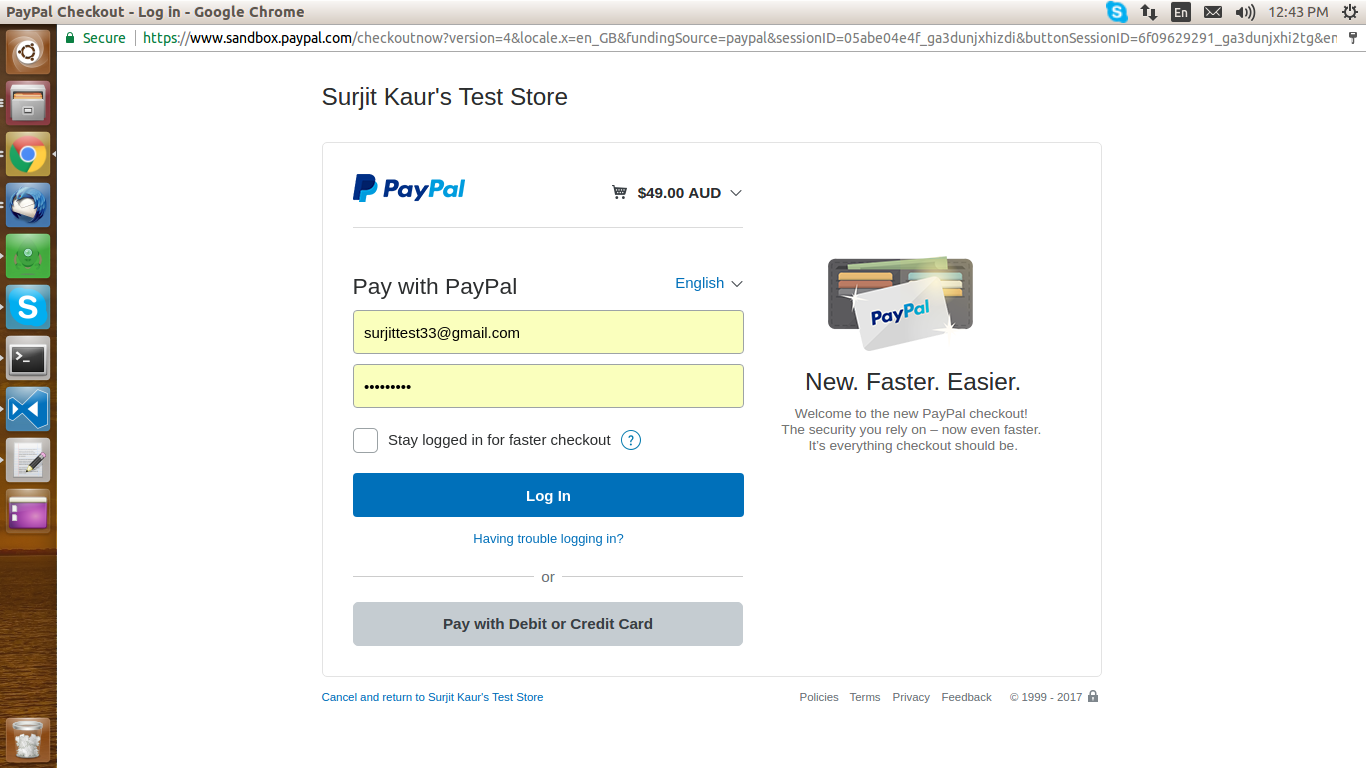 PayPal Checkout - Log in - Google Chrome
En
12:43 PM
Secure
https://www.sandbox.paypal.com/checkoutnow?version=4&locale.x=en_GB&fundingSource=paypal&sessionID=05abe04e4f_ga3dunjxhizdi&buttonSessionID=6f09629291_ga3dunjxhi2tg&en
Surjit Kaur's Test Store
PayPal
$49.00 AUD
Pay with PayPal
English
surjittest33@gmail.com
•••••••••
Stay logged in for faster checkout ?
Log In
Having trouble logging in?
or
Pay with Debit or Credit Card
PayPal
New. Faster. Easier.
Welcome to the new PayPal checkout!
The security you rely on – now even faster.
It's everything checkout should be.
Cancel and return to Surjit Kaur's Test Store
Policies Terms Privacy Feedback © 1999 - 2017